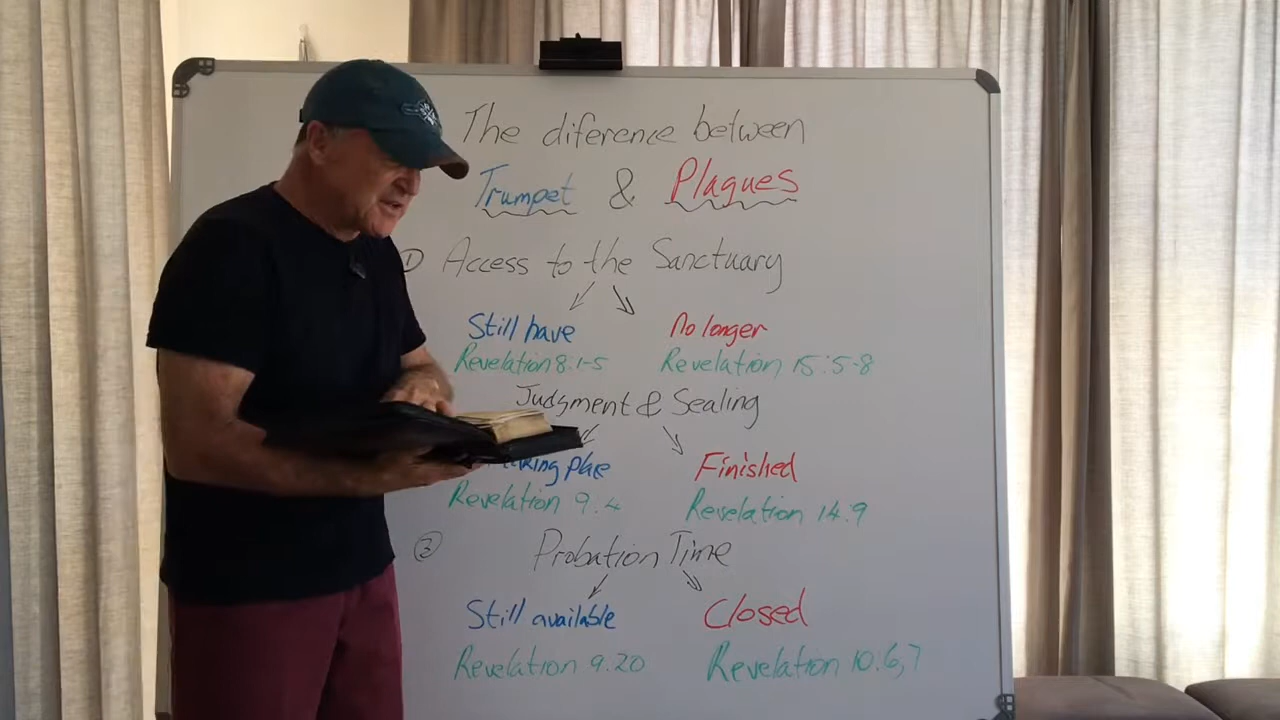 The diference between
Trumpet & Plagues
① Access to the Sanctuary
Still have No longer
Revelation 8:1-5 Revelation 15:5-8
Judgment & Sealing
Finished
Revelation 9.4 Revelation 14.9
③ Probation Time
Still available Closed
Revelation 9.20 Revelation 10:6,7